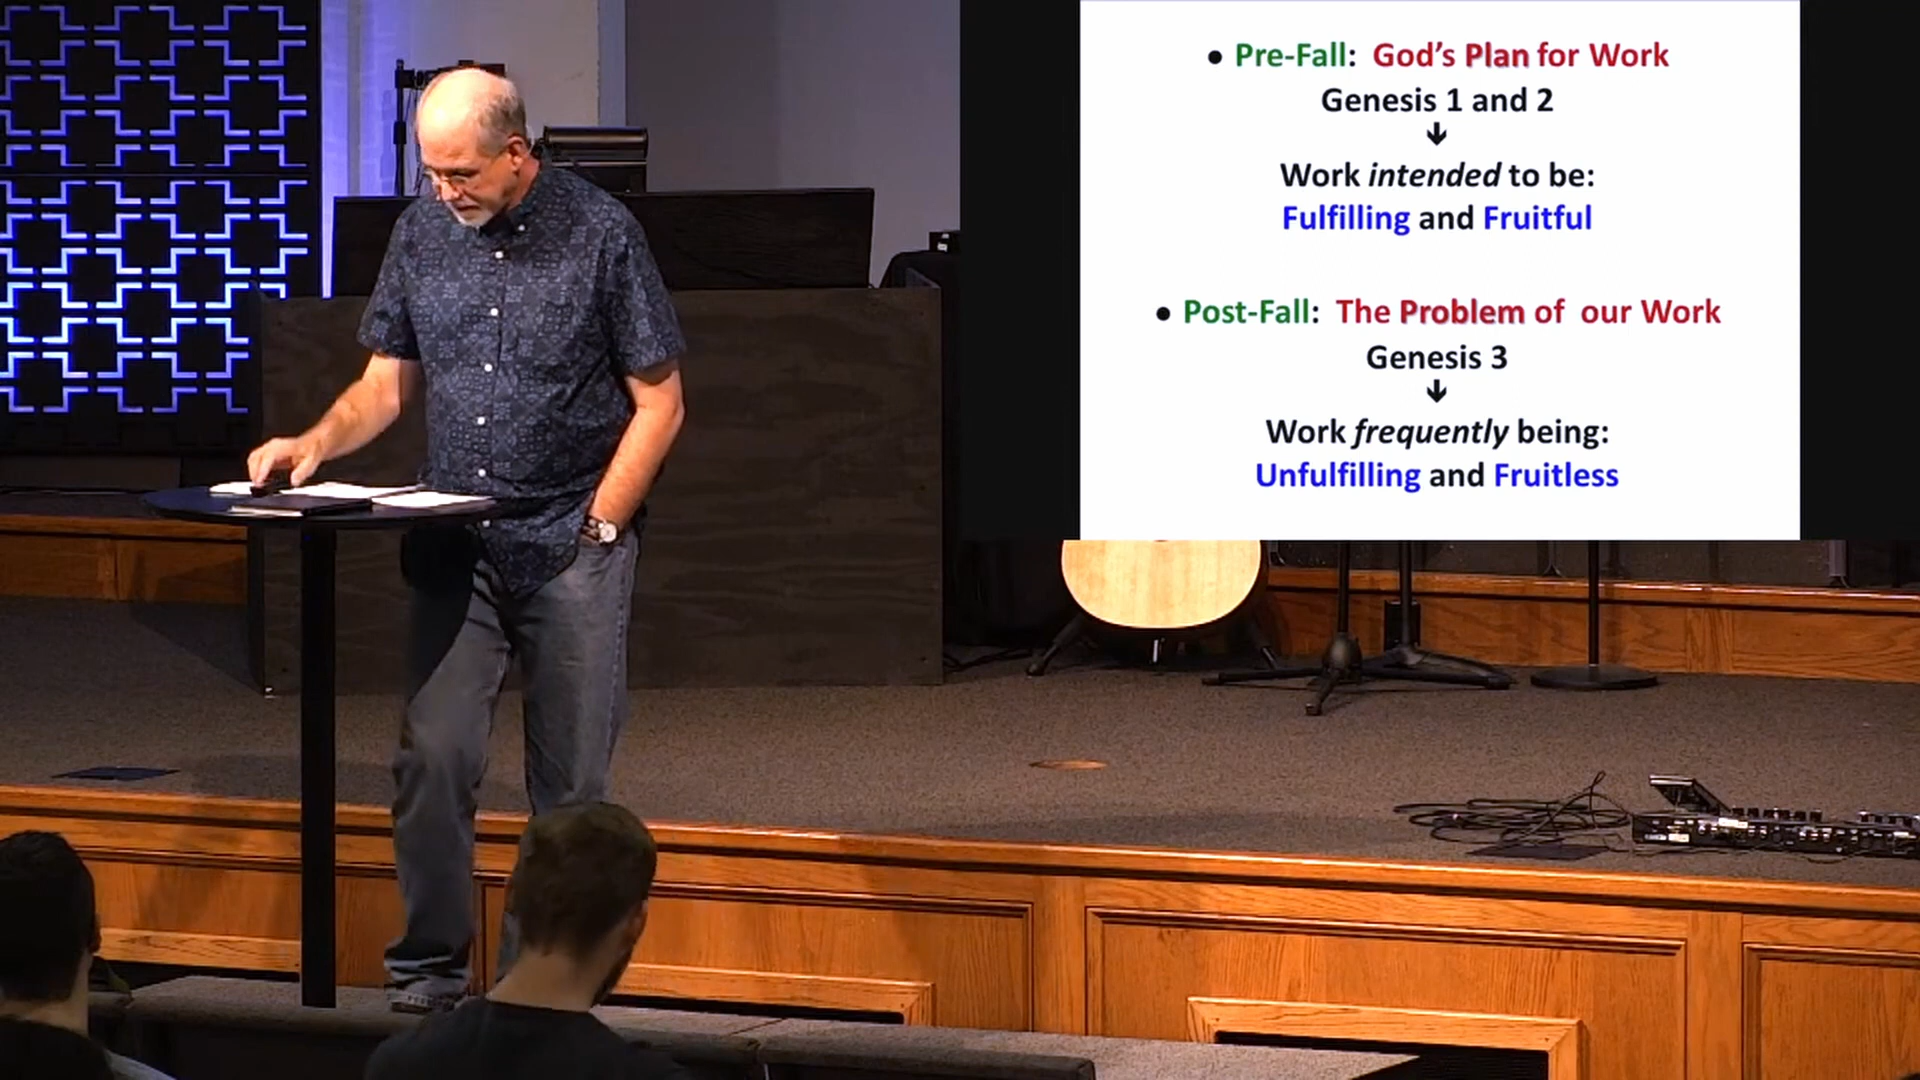 • Pre-Fall: God's Plan for Work
Genesis 1 and 2
↓
Work intended to be:
Fulfilling and Fruitful
• Post-Fall: The Problem of our Work
Genesis 3
↓
Work frequently being:
Unfulfilling and Fruitless